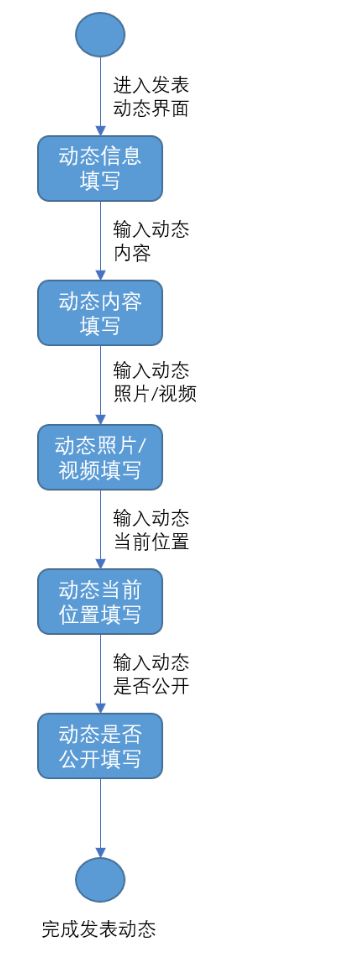 进入发表
动态界面
动态信息
填写
输入动态
内容
动态内容
填写
输入动态
照片/视频
动态照片/
视频填写
输入动态
当前位置
动态当前
位置填写
输入动态
是否公开
动态是否
公开填写
完成发表动态